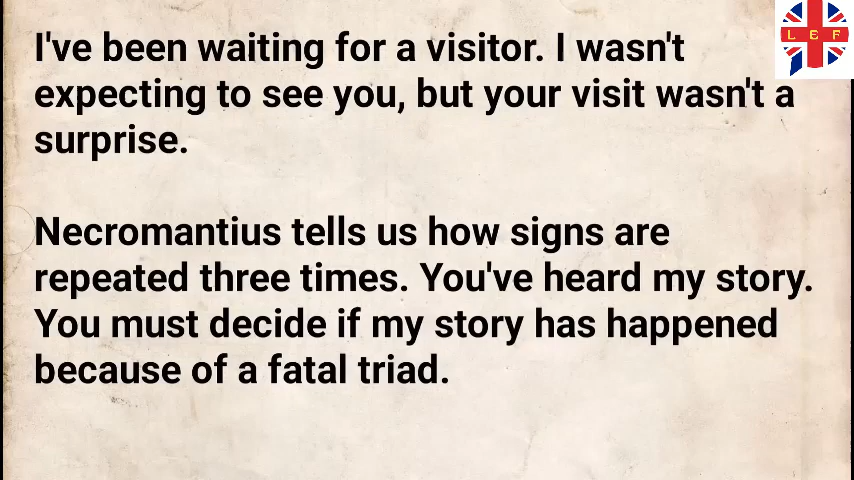 I've been waiting for a visitor. I wasn't
expecting to see you, but your visit wasn't a
surprise.
Necromantius tells us how signs are
repeated three times. You've heard my story.
You must decide if my story has happened
because of a fatal triad.
L E F